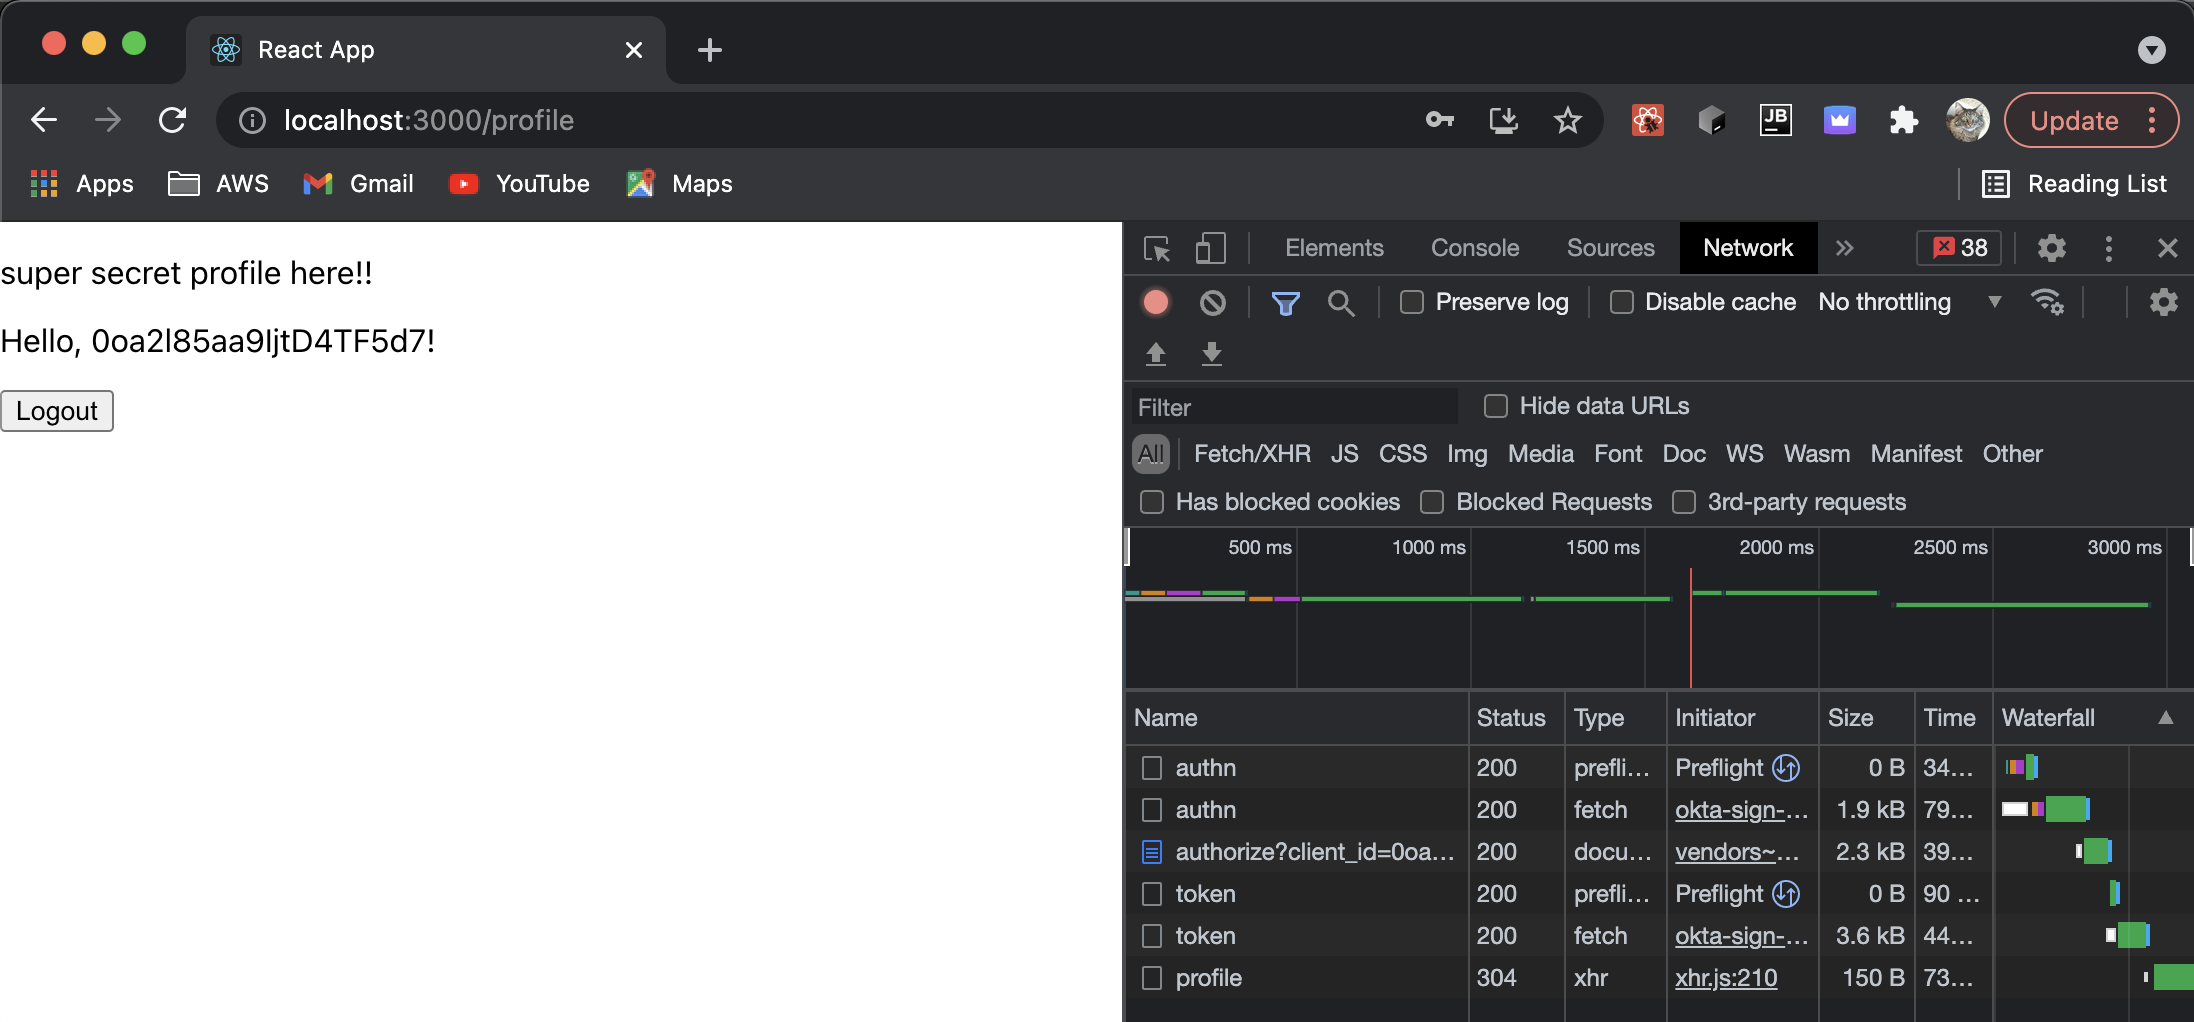 React App
localhost:3000/profile
JB
Update
Apps
AWS
Gmail
YouTube
Maps
Reading List
super secret profile here!!
Hello, 0oa2l85aa9IjtD4TF5d7!
Logout
Elements Console Sources Network 38
Preserve log Disable cache No throttling
Filter Hide data URLs
All Fetch/XHR JS CSS Img Media Font Doc WS Wasm Manifest Other
Has blocked cookies Blocked Requests 3rd-party requests
500 ms 1000 ms 1500 ms 2000 ms 2500 ms 3000 ms
Name Status Type Initiator Size Time Waterfall
authn 200 prefli... Preflight 0 B 34...
authn 200 fetch okta-sign-... 1.9 kB 79...
authorize?client_id=0oa... 200 docu... vendors~... 2.3 kB 39...
token 200 prefli... Preflight 0 B 90 ...
token 200 fetch okta-sign-... 3.6 kB 44...
profile 304 xhr xhr.js:210 150 B 73...